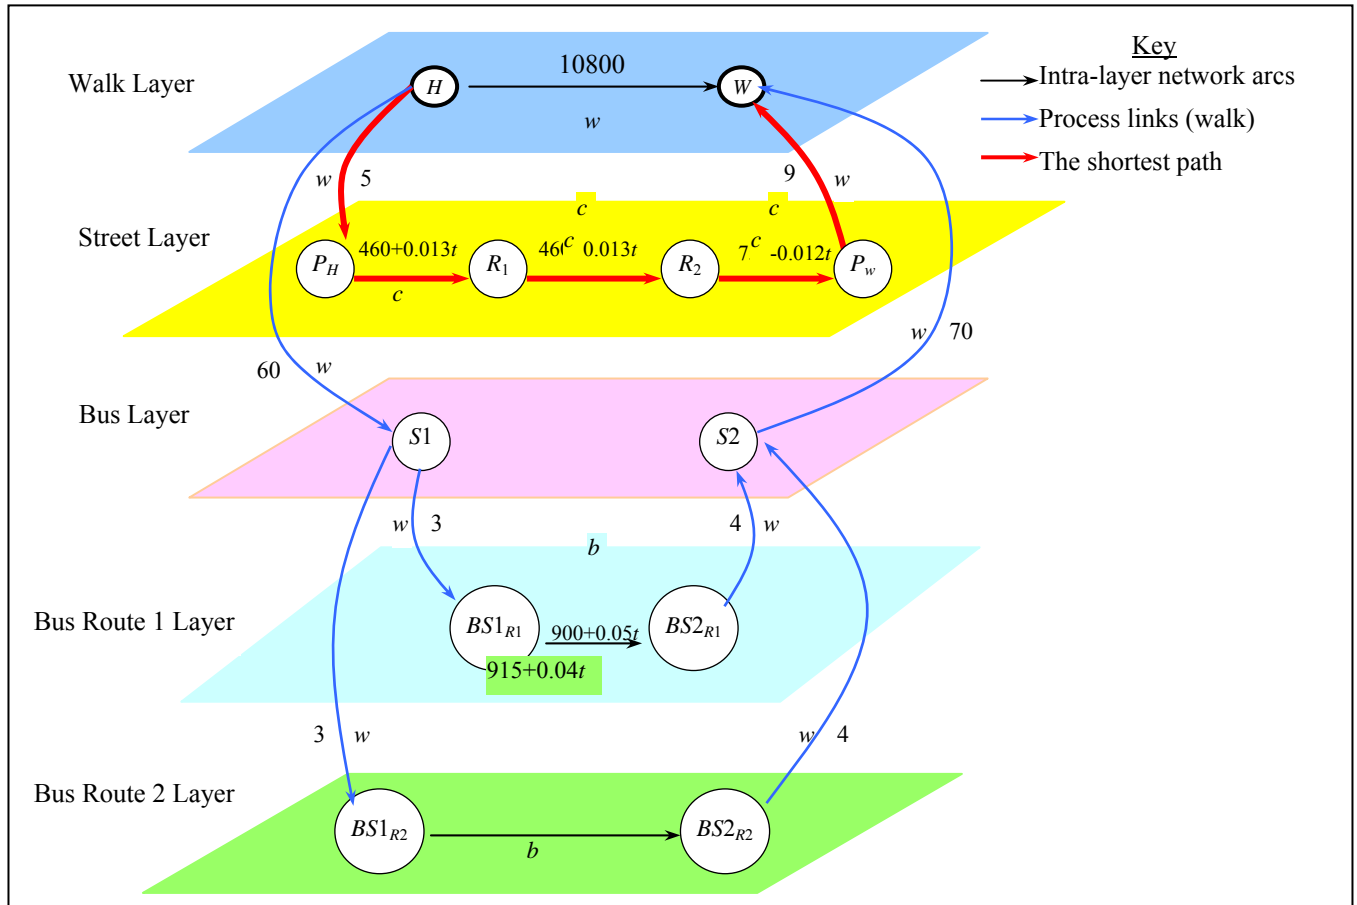 Key
Intra-layer network arcs
Process links (walk)
The shortest path
Walk Layer
H
10800
W
w
w
5
9
w
Street Layer
c
c
P_H
460+0.013t
c
R₁
c
0.013t
R₂
7
c
-0.012t
P_w
60
w
w
70
Bus Layer
S1
S2
w
3
4
w
b
Bus Route 1 Layer
BS1_R1
900+0.05t
BS2_R1
915+0.04t
3
w
w
4
Bus Route 2 Layer
BS1_R2
b
BS2_R2